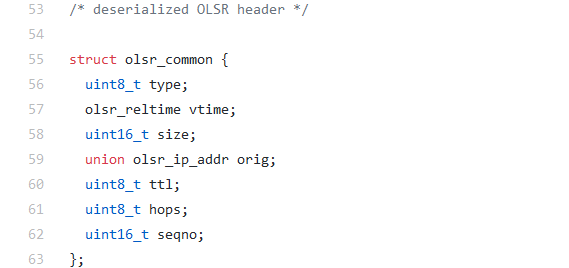 53 /* deserialized OLSR header */
54
55 struct olsr_common {
56 uint8_t type;
57 olsr_reltime vtime;
58 uint16_t size;
59 union olsr_ip_addr orig;
60 uint8_t ttl;
61 uint8_t hops;
62 uint16_t seqno;
63 };